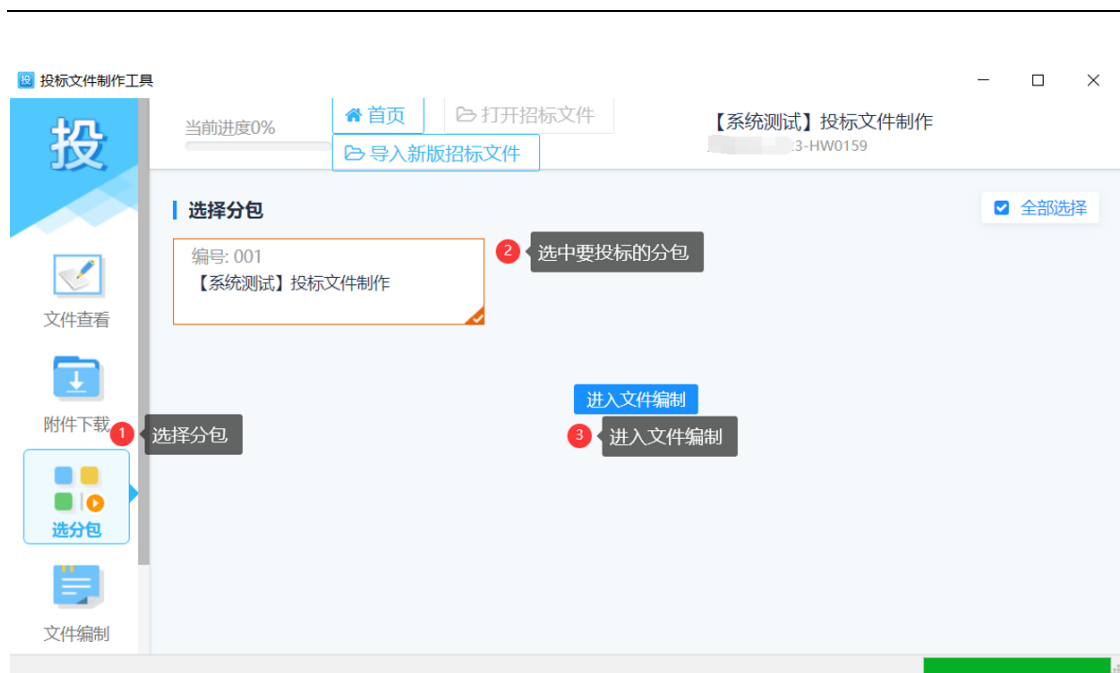 投标文件制作工具
投
当前进度0%
首页
打开招标文件
导入新版招标文件
【系统测试】投标文件制作
3-HW0159
选择分包
全部选择
编号: 001
【系统测试】投标文件制作
2
选中要投标的分包
文件查看
附件下载
1
选择分包
进入文件编制
3
进入文件编制
选分包
文件编制